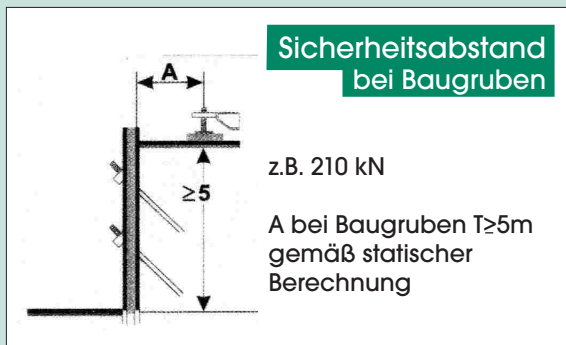 Sicherheitsabstand
bei Baugruben
A
≥5
z.B. 210 kN
A bei Baugruben T≥5m
gemäß statischer
Berechnung